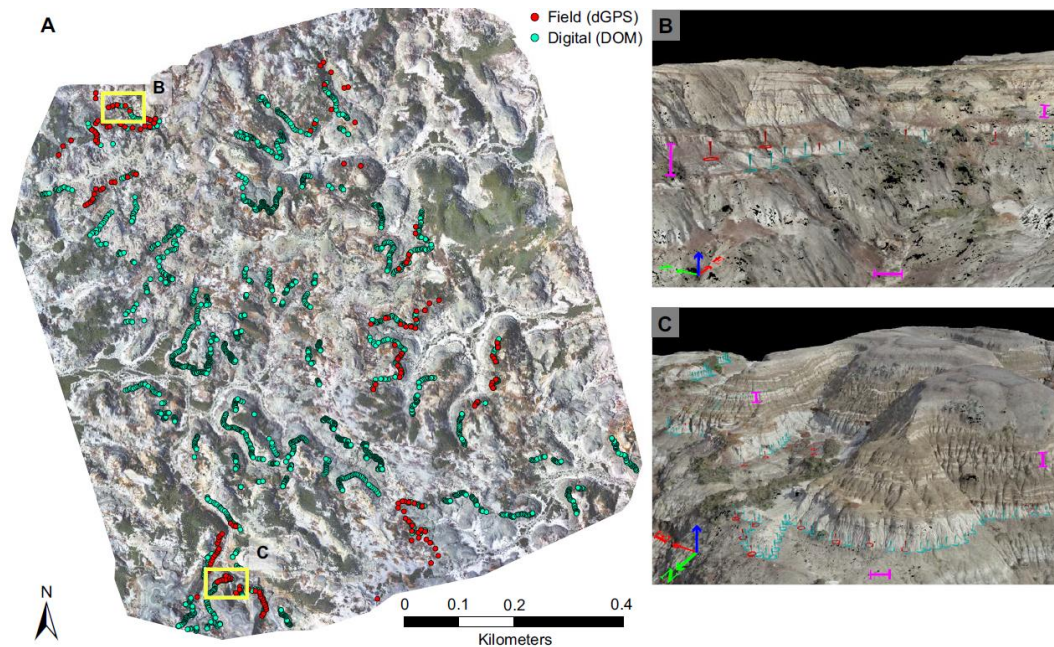 A
Field (dGPS)
Digital (DOM)
B
C
N
0 0.1 0.2 0.4
Kilometers
B
C